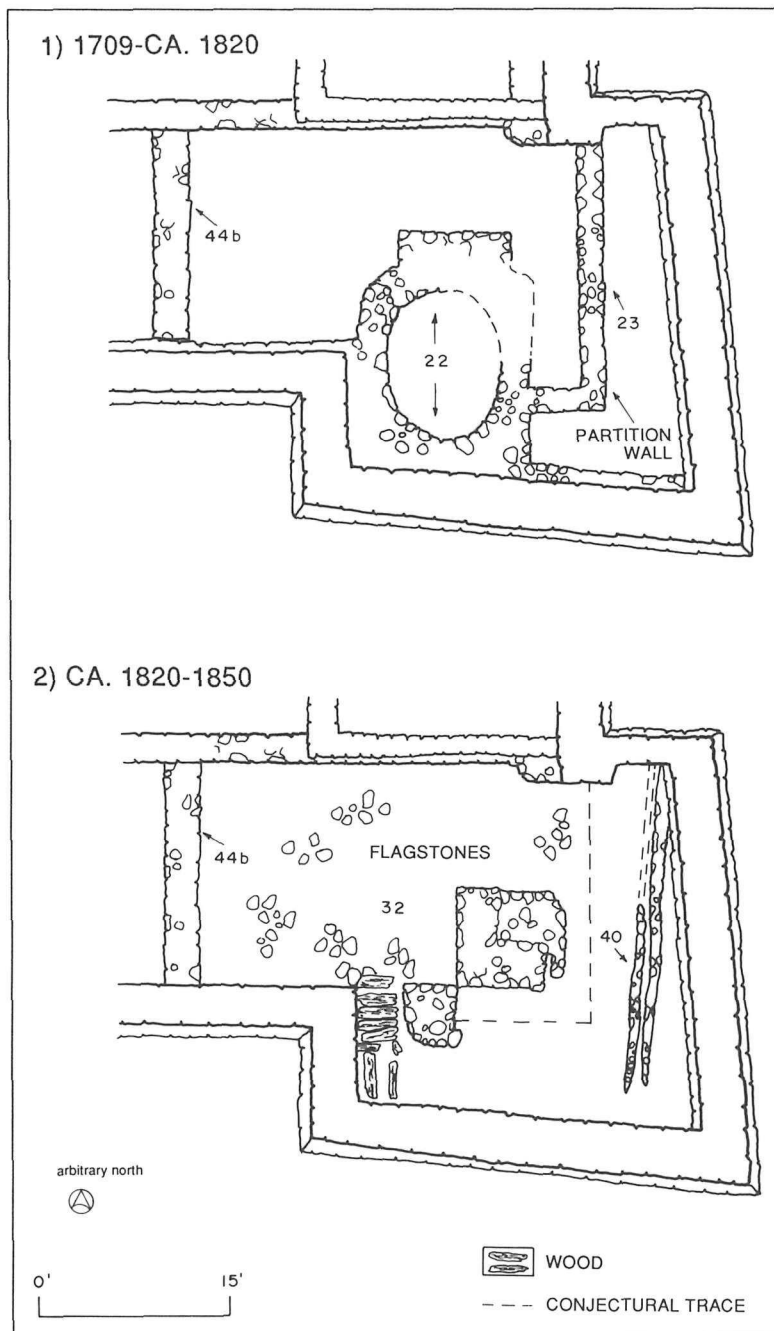 1) 1709-CA. 1820
44b
22
23
PARTITION
WALL
2) CA. 1820-1850
44b
FLAGSTONES
32
40
arbitrary north
0' 15'
WOOD
CONJECTURAL TRACE